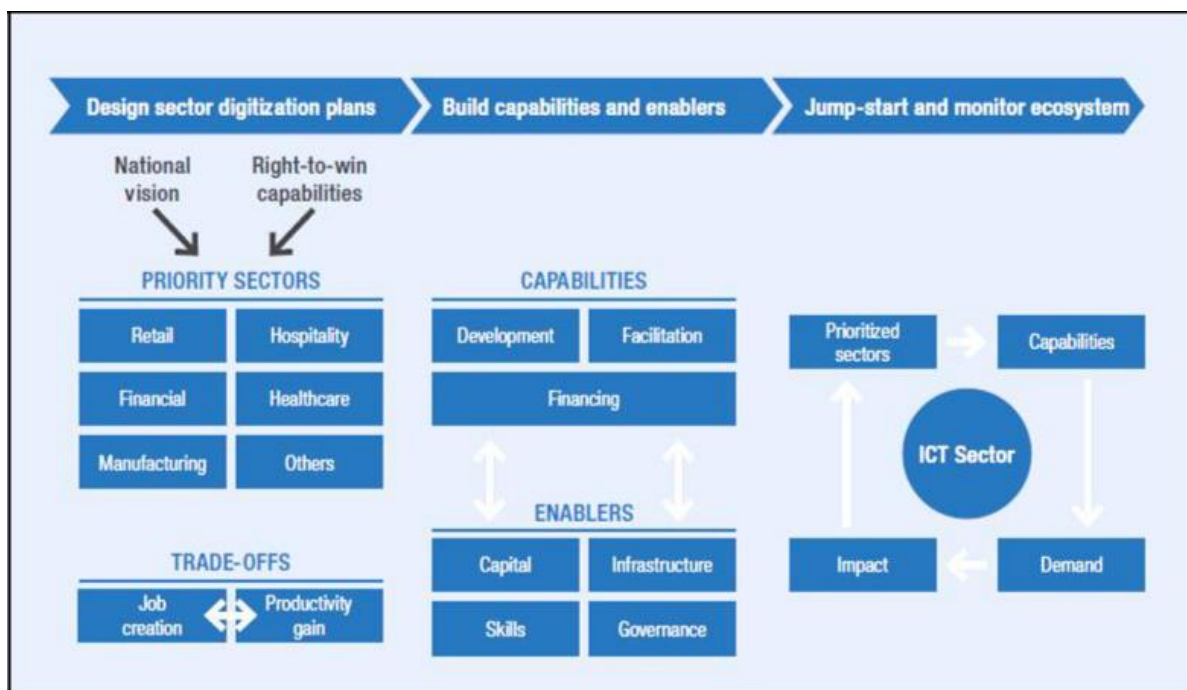 Design sector digitization plans
Build capabilities and enablers
Jump-start and monitor ecosystem
National
vision
Right-to-win
capabilities
PRIORITY SECTORS
Retail
Hospitality
Financial
Healthcare
Manufacturing
Others
TRADE-OFFS
Job
creation
Productivity
gain
CAPABILITIES
Development
Facilitation
Financing
ENABLERS
Capital
Infrastructure
Skills
Governance
Prioritized
sectors
Capabilities
ICT Sector
Impact
Demand